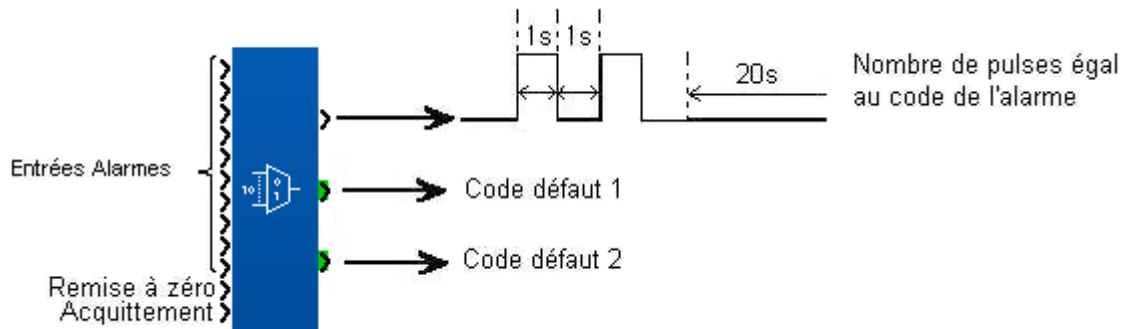 1s 1s
20s
Nombre de pulses égal
au code de l'alarme
Entrées Alarmes
10
0
1
Code défaut 1
Code défaut 2
Remise à zéro
Acquittement